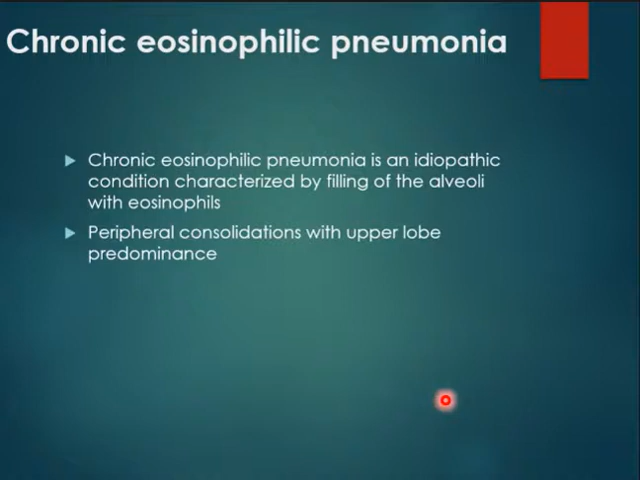 Chronic eosinophilic pneumonia
Chronic eosinophilic pneumonia is an idiopathic
condition characterized by filling of the alveoli
with eosinophils
Peripheral consolidations with upper lobe
predominance